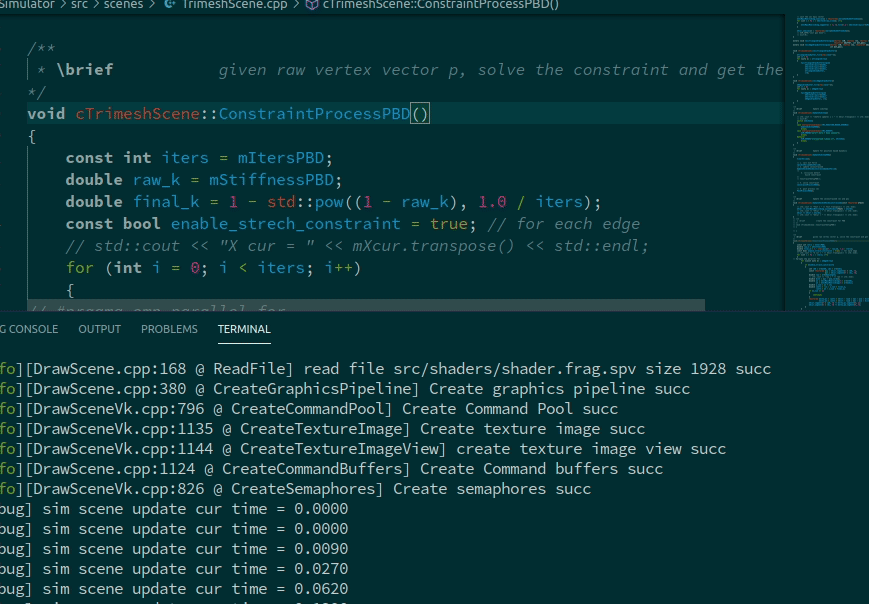 Simulator > src > scenes > TrimeshScene.cpp > cTrimeshScene::ConstraintProcessPBD()
/**
* \brief given raw vertex vector p, solve the constraint and get the
*/
void cTrimeshScene::ConstraintProcessPBD()
{
const int iters = mItersPBD;
double raw_k = mStiffnessPBD;
double final_k = 1 - std::pow((1 - raw_k), 1.0 / iters);
const bool enable_strech_constraint = true; // for each edge
// std::cout << "X cur = " << mXcur.transpose() << std::endl;
for (int i = 0; i < iters; i++)
{
// #pragma omp parallel for
G CONSOLE OUTPUT PROBLEMS TERMINAL
fo][DrawScene.cpp:168 @ ReadFile] read file src/shaders/shader.frag.spv size 1928 succ
fo][DrawScene.cpp:380 @ CreateGraphicsPipeline] Create graphics pipeline succ
fo][DrawSceneVk.cpp:796 @ CreateCommandPool] Create Command Pool succ
fo][DrawSceneVk.cpp:1135 @ CreateTextureImage] Create texture image succ
fo][DrawSceneVk.cpp:1144 @ CreateTextureImageView] create texture image view succ
fo][DrawScene.cpp:1124 @ CreateCommandBuffers] Create Command buffers succ
fo][DrawSceneVk.cpp:826 @ CreateSemaphores] Create semaphores succ
bug] sim scene update cur time = 0.0000
bug] sim scene update cur time = 0.0000
bug] sim scene update cur time = 0.0090
bug] sim scene update cur time = 0.0270
bug] sim scene update cur time = 0.0620